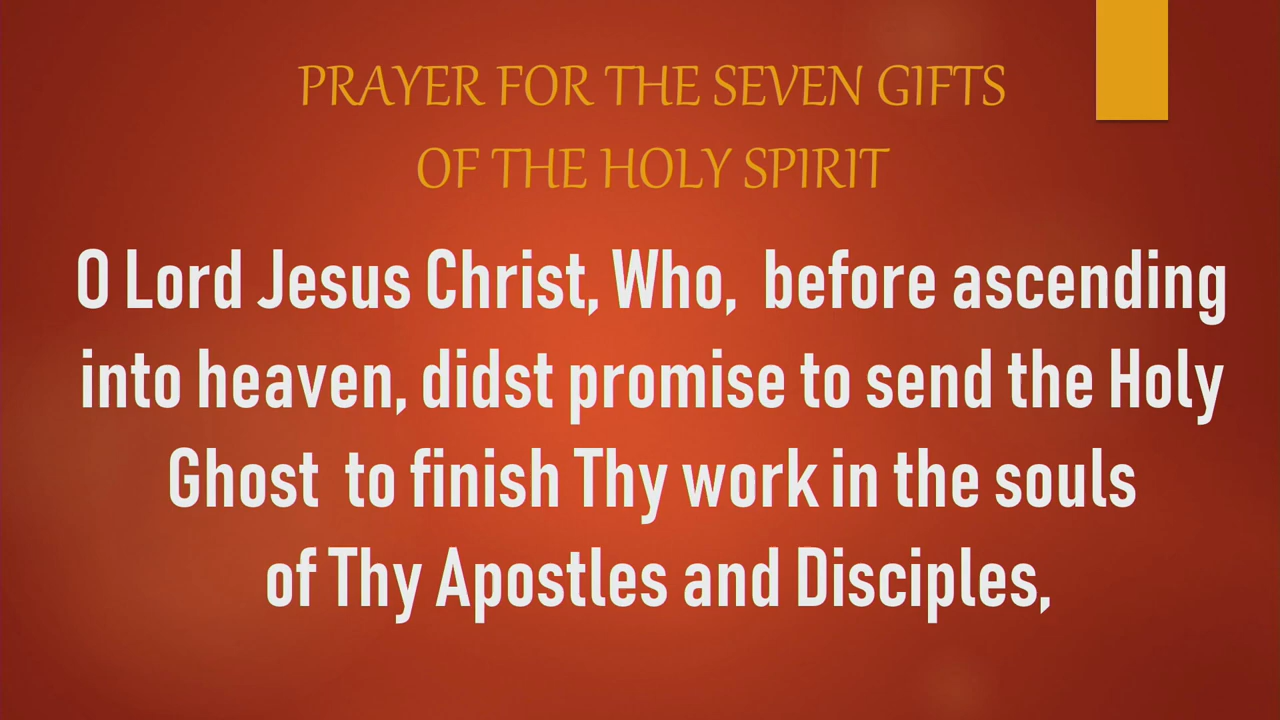 PRAYER FOR THE SEVEN GIFTS
OF THE HOLY SPIRIT
O Lord Jesus Christ, Who, before ascending
into heaven, didst promise to send the Holy
Ghost to finish Thy work in the souls
of Thy Apostles and Disciples,